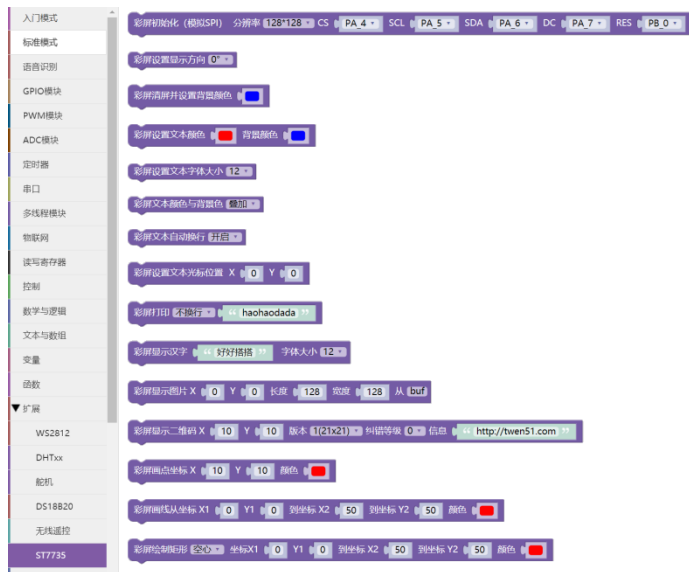 入门模式
标准模式
语音识别
GPIO模块
PWM模块
ADC模块
定时器
串口
多线程模块
物联网
读写寄存器
控制
数学与逻辑
文本与数组
变量
函数
扩展
WS2812
DHTxx
舵机
DS18B20
无线遥控
ST7735
彩屏初始化（模拟SPI） 分辨率 128*128 CS PA_4 SCL PA_5 SDA PA_6 DC PA_7 RES PB_0
彩屏设置显示方向 0°
彩屏清屏并设置背景颜色
彩屏设置文本颜色 背景颜色
彩屏设置文本字体大小 12
彩屏文本颜色与背景色 叠加
彩屏文本自动换行 开启
彩屏设置文本光标位置 X 0 Y 0
彩屏打印 不换行 “ haohaodada ”
彩屏显示汉字 “ 好好搭搭 ” 字体大小 12
彩屏显示图片 X 0 Y 0 长度 128 宽度 128 从 buf
彩屏显示二维码 X 10 Y 10 版本 1(21x21) 纠错等级 0 信息 “ http://twen51.com ”
彩屏画点坐标 X 10 Y 10 颜色
彩屏画线从坐标 X1 0 Y1 0 到坐标 X2 50 到坐标 Y2 50 颜色
彩屏绘制矩形 空心 坐标X1 0 Y1 0 到坐标 X2 50 到坐标 Y2 50 颜色